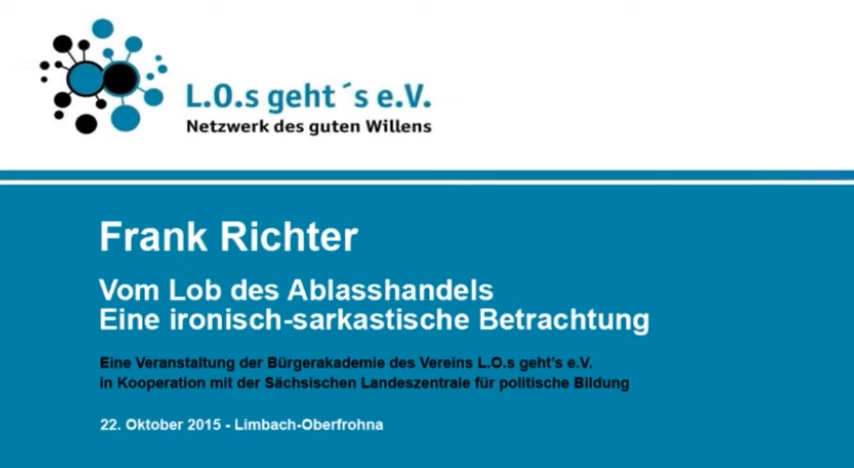 L.O.s geht´s e.V.
Netzwerk des guten Willens
Frank Richter
Vom Lob des Ablasshandels
Eine ironisch-sarkastische Betrachtung
Eine Veranstaltung der Bürgerakademie des Vereins L.O.s geht's e.V.
in Kooperation mit der Sächsischen Landeszentrale für politische Bildung
22. Oktober 2015 - Limbach-Oberfrohna